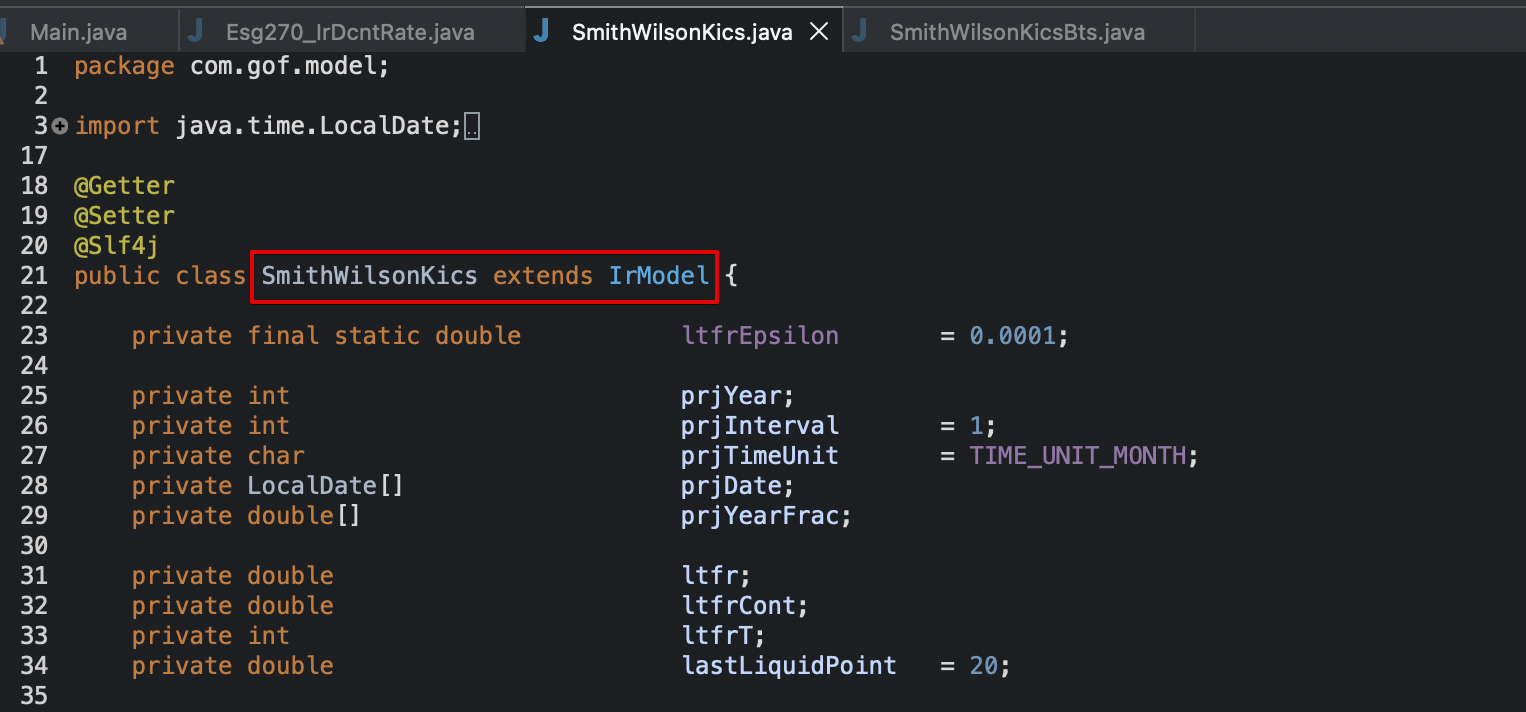 Main.java Esg270_IrDcntRate.java SmithWilsonKics.java SmithWilsonKicsBts.java
1 package com.gof.model;
2
3 import java.time.LocalDate;
17
18 @Getter
19 @Setter
20 @Slf4j
21 public class SmithWilsonKics extends IrModel {
22
23 private final static double ltfrEpsilon = 0.0001;
24
25 private int prjYear;
26 private int prjInterval = 1;
27 private char prjTimeUnit = TIME_UNIT_MONTH;
28 private LocalDate[] prjDate;
29 private double[] prjYearFrac;
30
31 private double ltfr;
32 private double ltfrCont;
33 private int ltfrT;
34 private double lastLiquidPoint = 20;
35